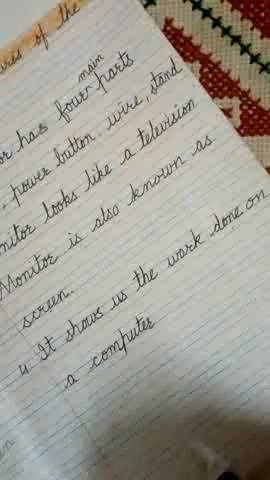 of the
has four main parts
power button, wire, stand
looks like a television
Monitor is also known as
screen.
4. It shows us the work done on
a computer